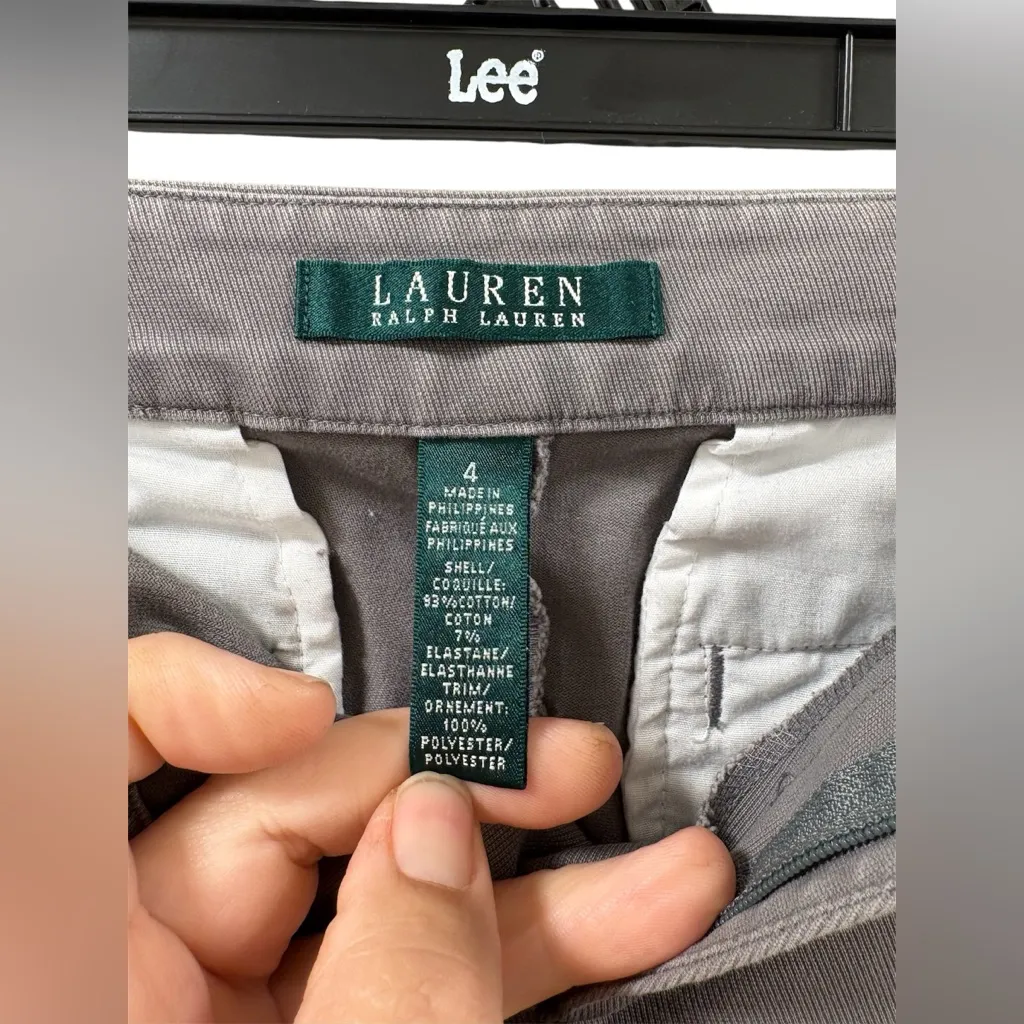 Lee®
LAUREN
RALPH LAUREN
4
MADE IN
PHILIPPINES
FABRIQUÉ AUX
PHILIPPINES
SHELL/
COQUILLE:
93%COTTON/
COTON
7%
ELASTANE/
ELASTHANNE
TRIM/
ORNEMENT:
100%
POLYESTER/
POLYESTER